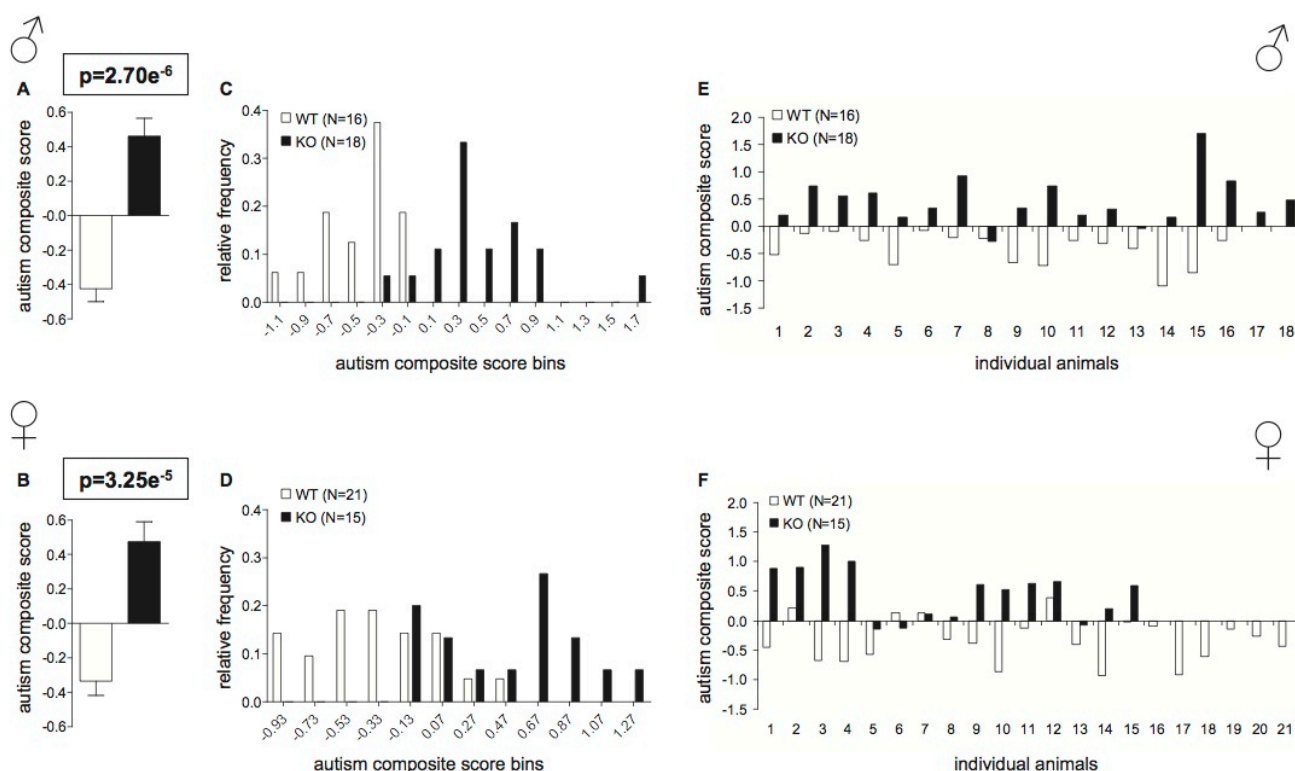 ♂
♂
p=2.70e-6
A
autism composite score
0.6
0.4
0.2
-0.0
-0.2
-0.4
-0.6
C
relative frequency
0.4
0.3
0.2
0.1
0.0
WT (N=16)
KO (N=18)
-1.1 -0.9 -0.7 -0.5 -0.3 -0.1 0.1 0.3 0.5 0.7 0.9 1.1 1.3 1.5 1.7
autism composite score bins
E
autism composite score
2.0
1.5
1.0
0.5
0.0
-0.5
-1.0
-1.5
WT (N=16)
KO (N=18)
1 2 3 4 5 6 7 8 9 10 11 12 13 14 15 16 17 18
individual animals
♀
♀
p=3.25e-5
B
autism composite score
0.6
0.4
0.2
-0.0
-0.2
-0.4
-0.6
D
relative frequency
0.4
0.3
0.2
0.1
0.0
WT (N=21)
KO (N=15)
-0.93 -0.73 -0.53 -0.33 -0.13 0.07 0.27 0.47 0.67 0.87 1.07 1.27
autism composite score bins
F
autism composite score
2.0
1.5
1.0
0.5
0.0
-0.5
-1.0
-1.5
WT (N=21)
KO (N=15)
1 2 3 4 5 6 7 8 9 10 11 12 13 14 15 16 17 18 19 20 21
individual animals